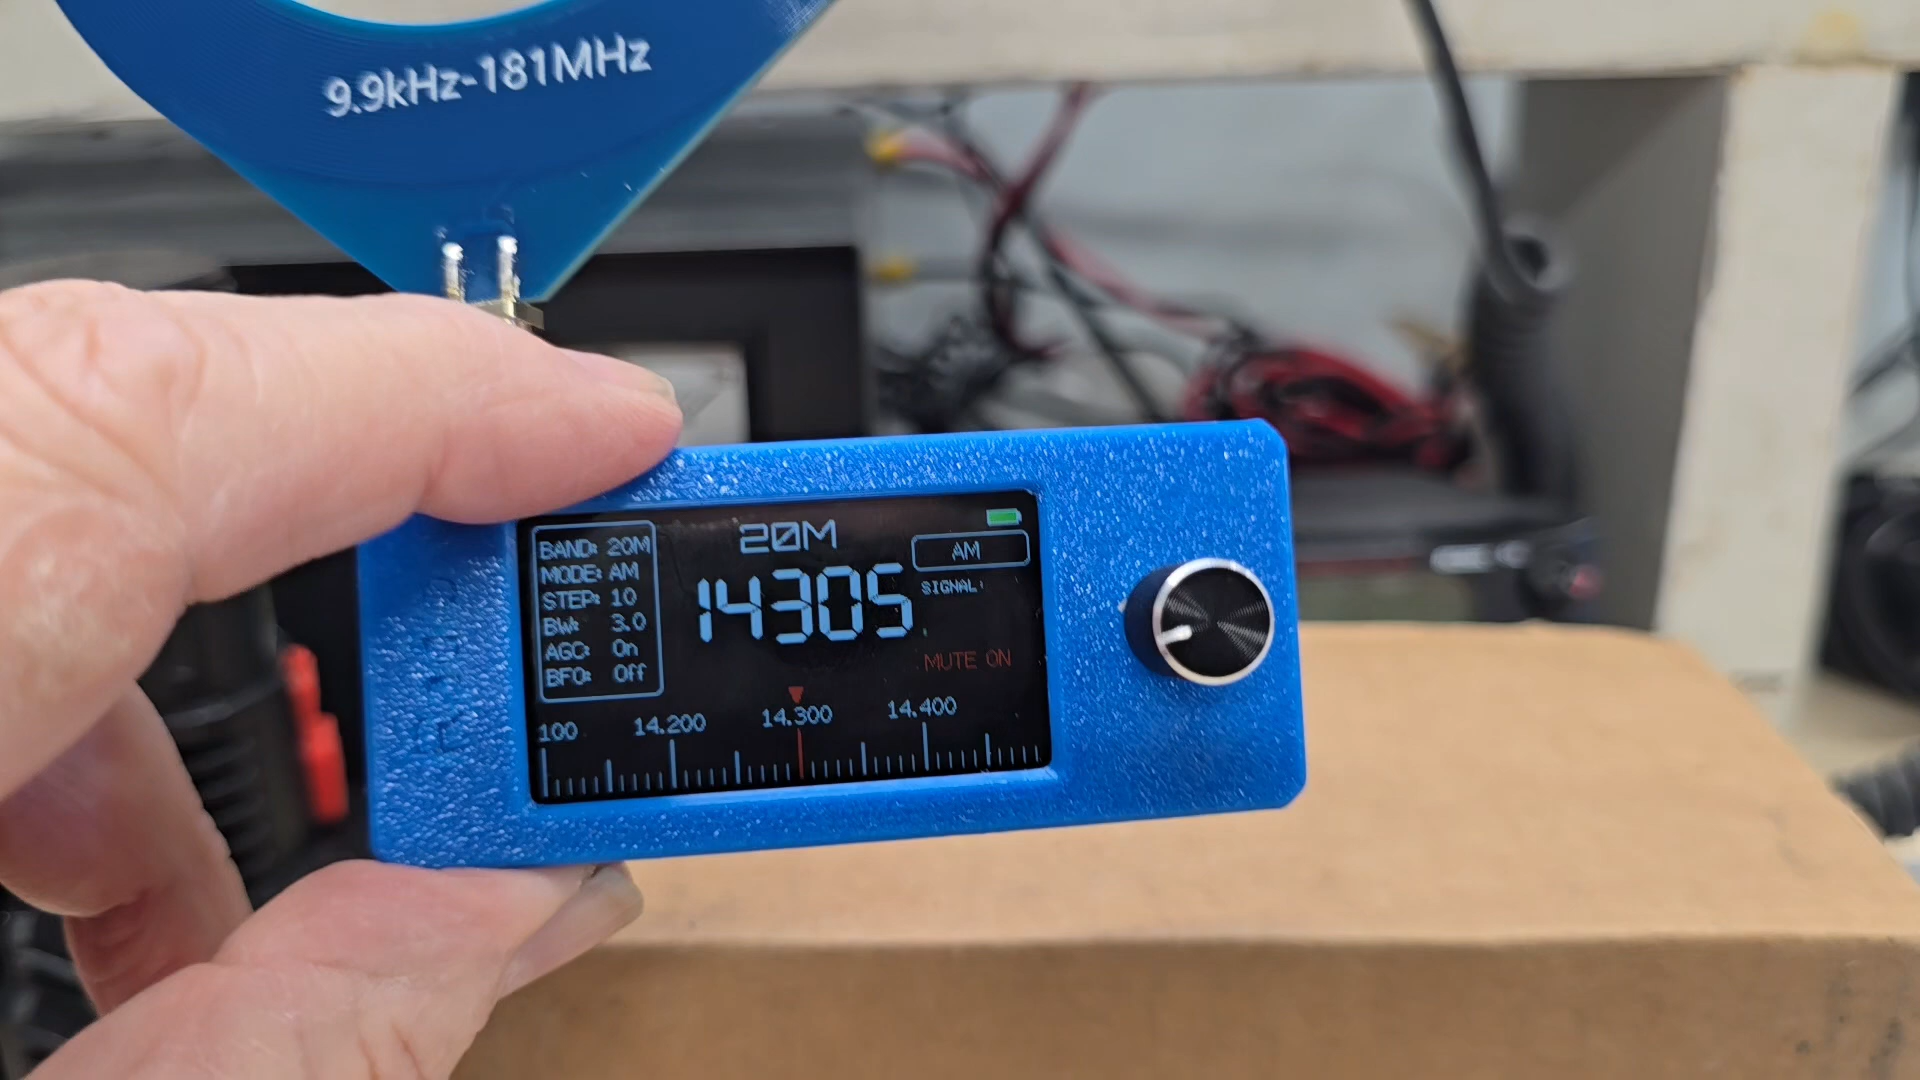 9.9kHz-181MHz
BAND: 20M
MODE: AM
STEP: 10
BW: 3.0
AGC: On
BFO: Off
20M
14305
AM
SIGNAL:
MUTE ON
100 14.200 14.300 14.400